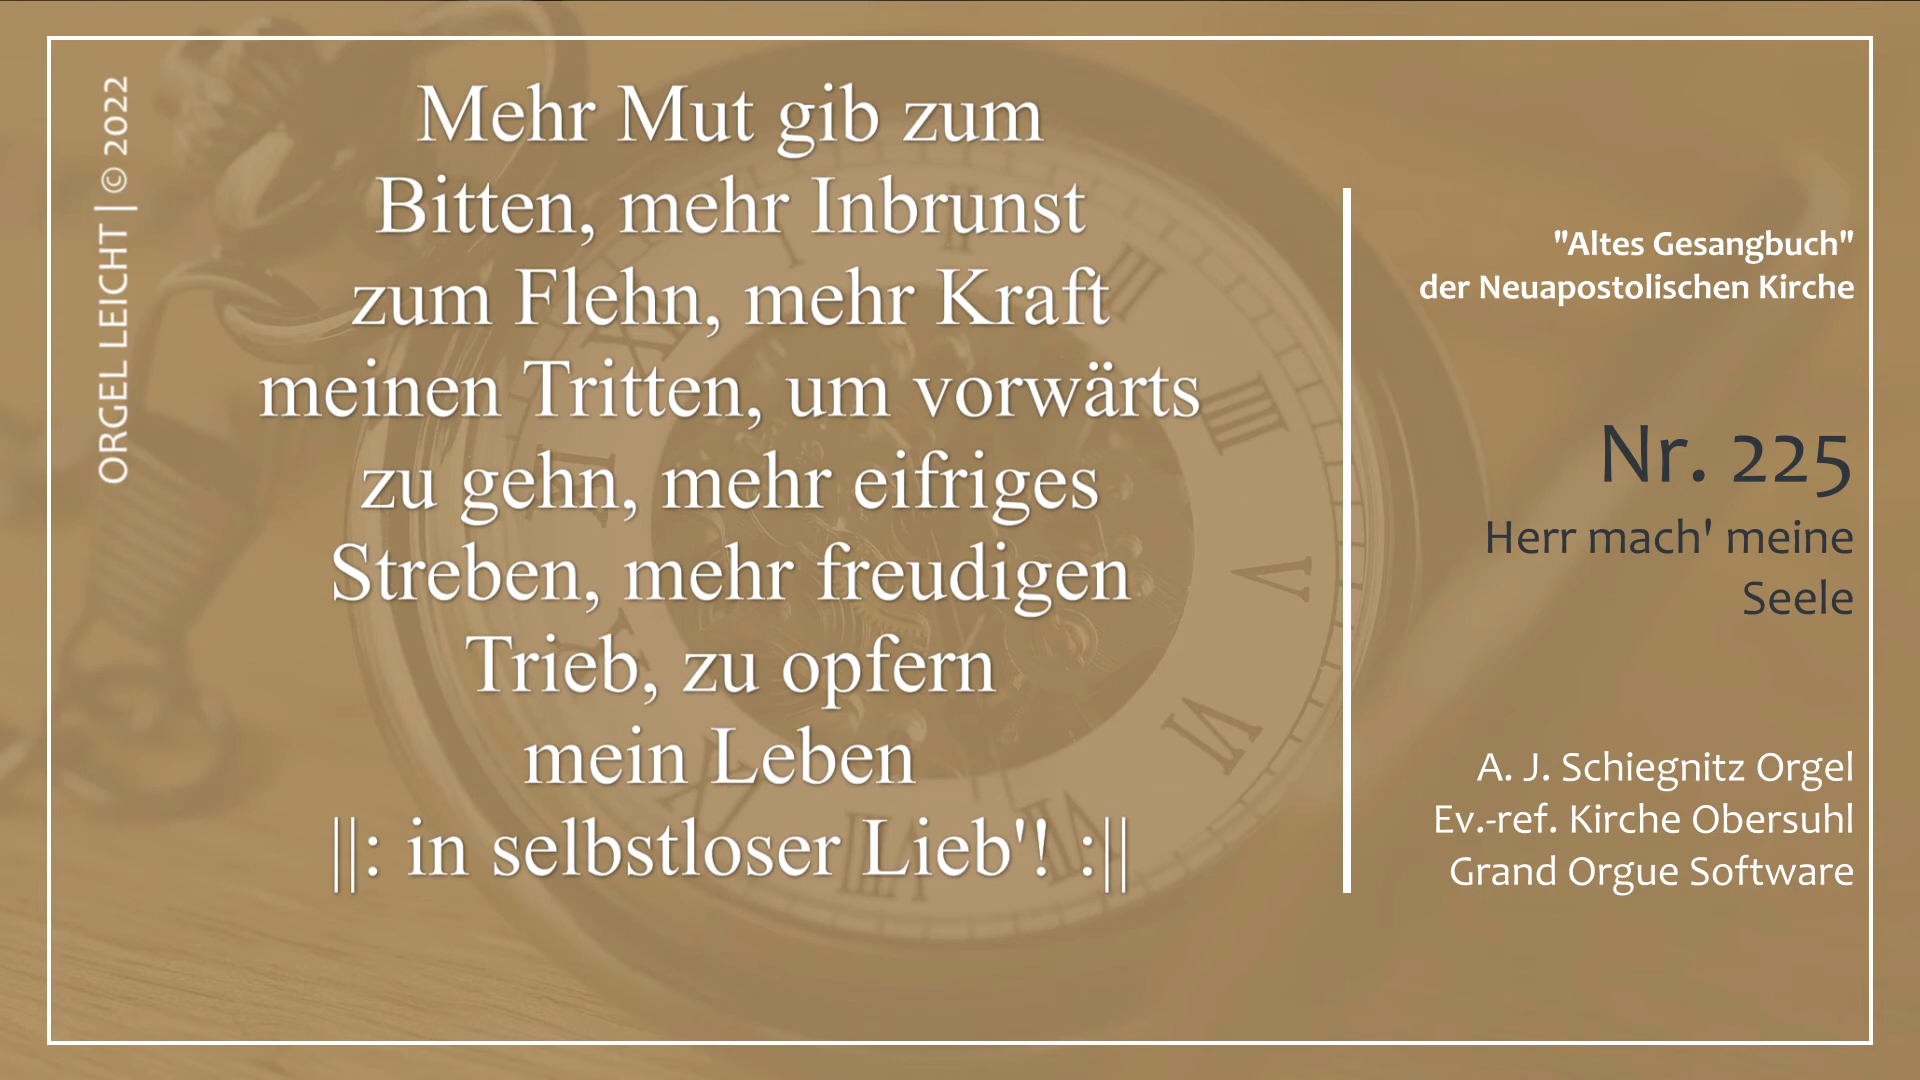 ORGEL LEICHT | © 2022
Mehr Mut gib zum
Bitten, mehr Inbrunst
zum Flehn, mehr Kraft
meinen Tritten, um vorwärts
zu gehn, mehr eifriges
Streben, mehr freudigen
Trieb, zu opfern
mein Leben
||: in selbstloser Lieb'! :||
"Altes Gesangbuch"
der Neuapostolischen Kirche
Nr. 225
Herr mach' meine
Seele
A. J. Schiegnitz Orgel
Ev.-ref. Kirche Obersuhl
Grand Orgue Software